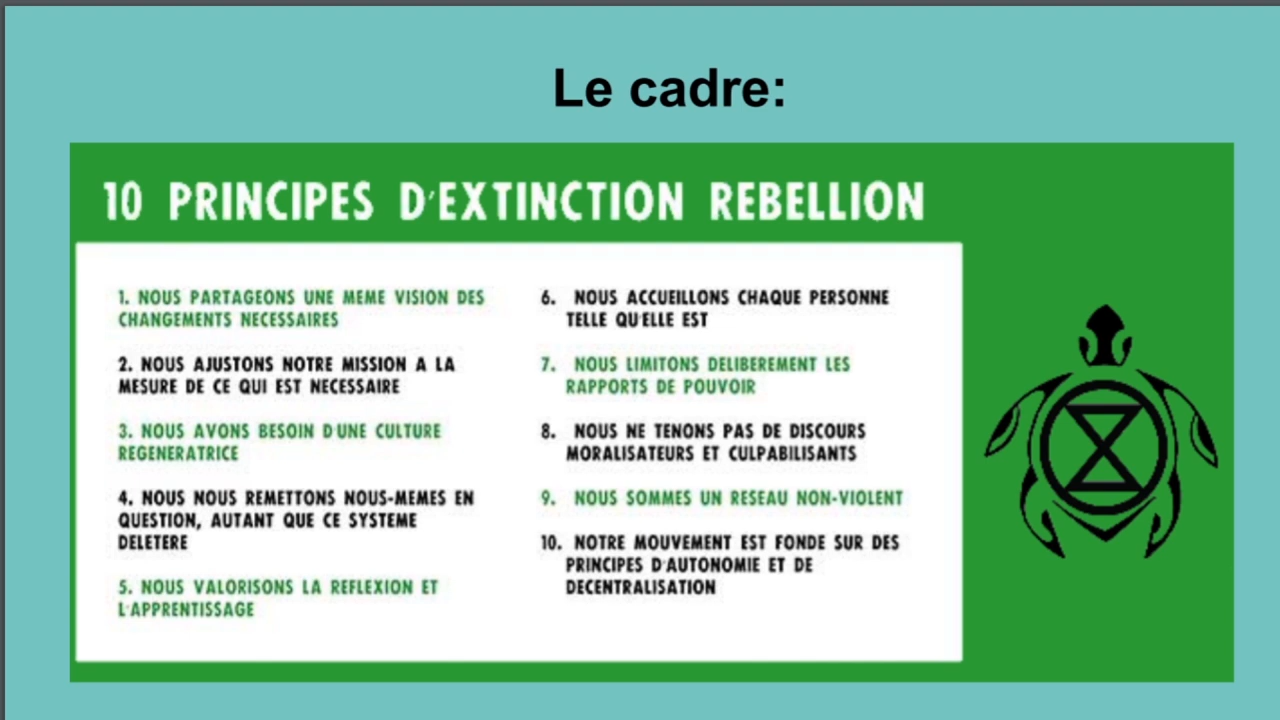 Le cadre:
10 PRINCIPES D'EXTINCTION REBELLION
1. NOUS PARTAGEONS UNE MEME VISION DES
CHANGEMENTS NECESSAIRES
2. NOUS AJUSTONS NOTRE MISSION A LA
MESURE DE CE QUI EST NECESSAIRE
3. NOUS AVONS BESOIN D'UNE CULTURE
REGENERATRICE
4. NOUS NOUS REMETTONS NOUS-MEMES EN
QUESTION, AUTANT QUE CE SYSTEME
DELETERE
5. NOUS VALORISONS LA REFLEXION ET
L'APPRENTISSAGE
6. NOUS ACCUEILLONS CHAQUE PERSONNE
TELLE QU'ELLE EST
7. NOUS LIMITONS DELIBEREMENT LES
RAPPORTS DE POUVOIR
8. NOUS NE TENONS PAS DE DISCOURS
MORALISATEURS ET CULPABILISANTS
9. NOUS SOMMES UN RESEAU NON-VIOLENT
10. NOTRE MOUVEMENT EST FONDE SUR DES
PRINCIPES D'AUTONOMIE ET DE
DECENTRALISATION